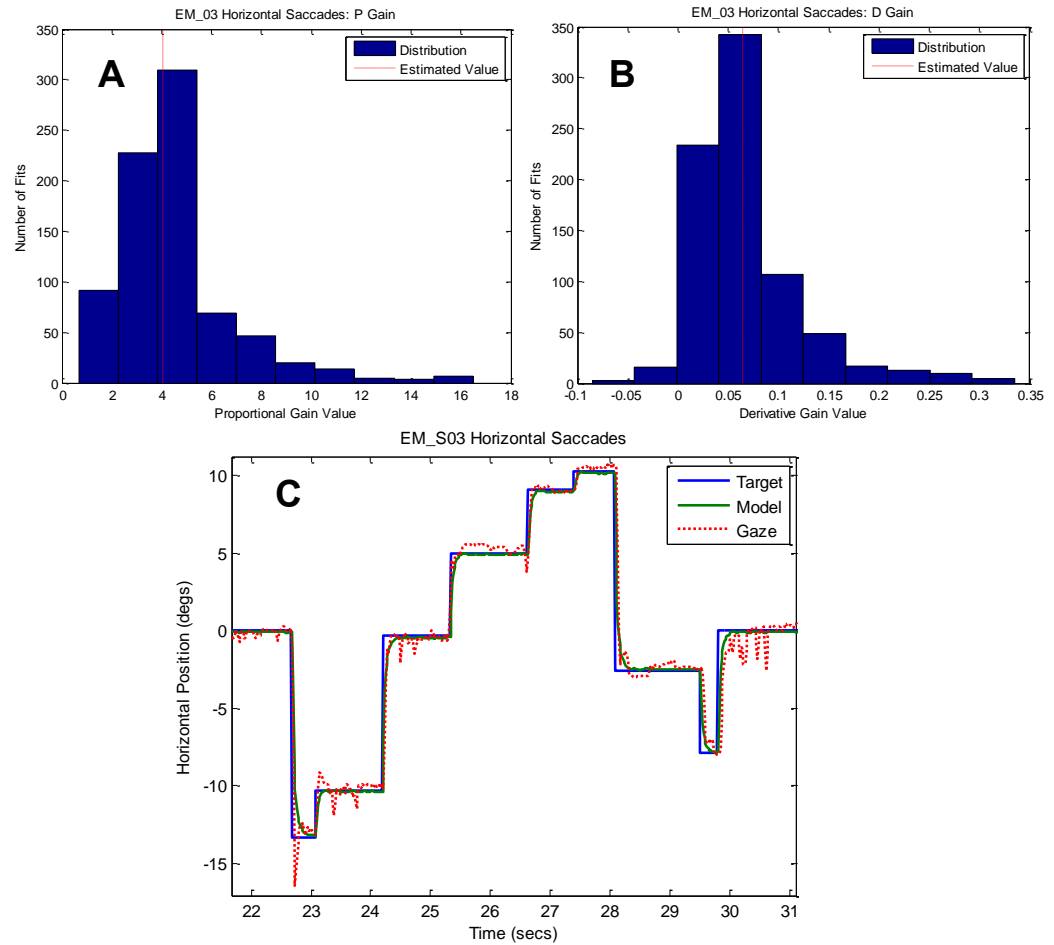 EM_03 Horizontal Saccades: P Gain
350
300
250
200
150
100
50
0
Number of Fits
A
Distribution
Estimated Value
0 2 4 6 8 10 12 14 16 18
Proportional Gain Value
EM_03 Horizontal Saccades: D Gain
350
300
250
200
150
100
50
0
Number of Fits
B
Distribution
Estimated Value
-0.1 -0.05 0 0.05 0.1 0.15 0.2 0.25 0.3 0.35
Derivative Gain Value
EM_S03 Horizontal Saccades
10
5
0
-5
-10
-15
Horizontal Position (degs)
C
Target
Model
Gaze
22 23 24 25 26 27 28 29 30 31
Time (secs)